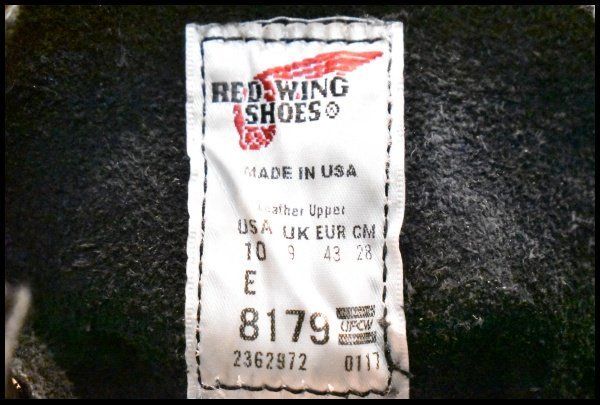 RED WING
SHOES®
MADE IN USA
Leather Upper
USA UK EUR CM
10 9 43 28
E
8179 UFCW
2362972 0113